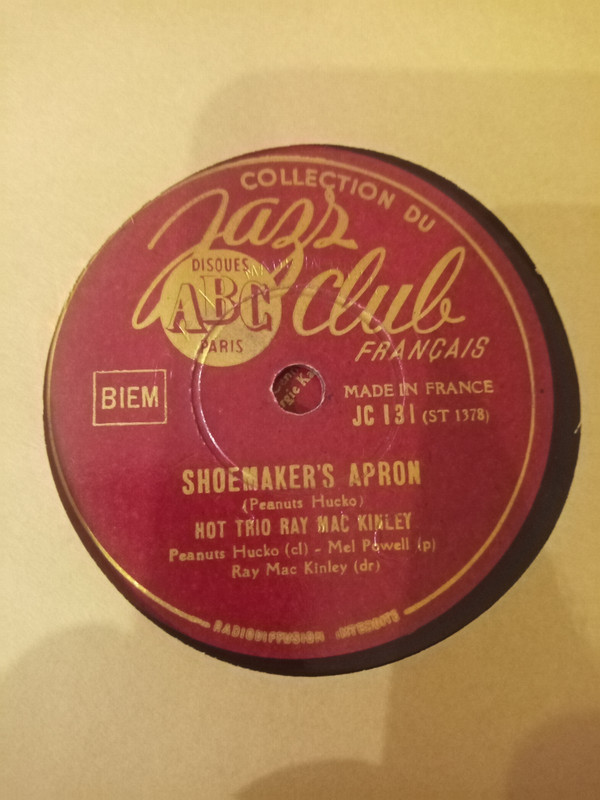 COLLECTION DU
Jazz
Club
FRANÇAIS
DISQUES
ABC
PARIS
BIEM
MADE IN FRANCE
JC 131 (ST 1378)
SHOEMAKER'S APRON
(Peanuts Hucko)
HOT TRIO RAY MAC KINLEY
Peanuts Hucko (cl) - Mel Powell (p)
Ray Mac Kinley (dr)
RADIODIFFUSION INTERDITE